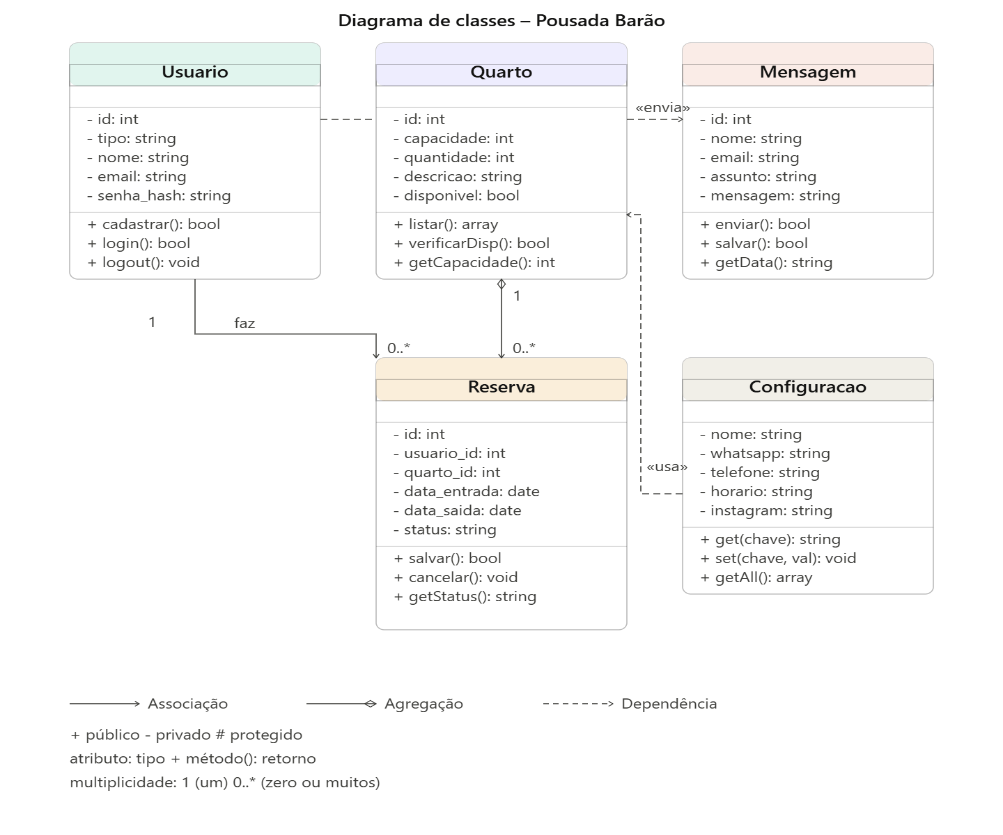 Diagrama de classes – Pousada Barão
Usuario
- id: int
- tipo: string
- nome: string
- email: string
- senha_hash: string
+ cadastrar(): bool
+ login(): bool
+ logout(): void
Quarto
- id: int
- capacidade: int
- quantidade: int
- descricao: string
- disponivel: bool
+ listar(): array
+ verificarDisp(): bool
+ getCapacidade(): int
«envia»
Mensagem
- id: int
- nome: string
- email: string
- assunto: string
- mensagem: string
+ enviar(): bool
+ salvar(): bool
+ getData(): string
1
faz
0..*
1
0..*
Reserva
- id: int
- usuario_id: int
- quarto_id: int
- data_entrada: date
- data_saida: date
- status: string
+ salvar(): bool
+ cancelar(): void
+ getStatus(): string
«usa»
Configuracao
- nome: string
- whatsapp: string
- telefone: string
- horario: string
- instagram: string
+ get(chave): string
+ set(chave, val): void
+ getAll(): array
Associação
Agregação
Dependência
+ público - privado # protegido
atributo: tipo + método(): retorno
multiplicidade: 1 (um) 0..* (zero ou muitos)